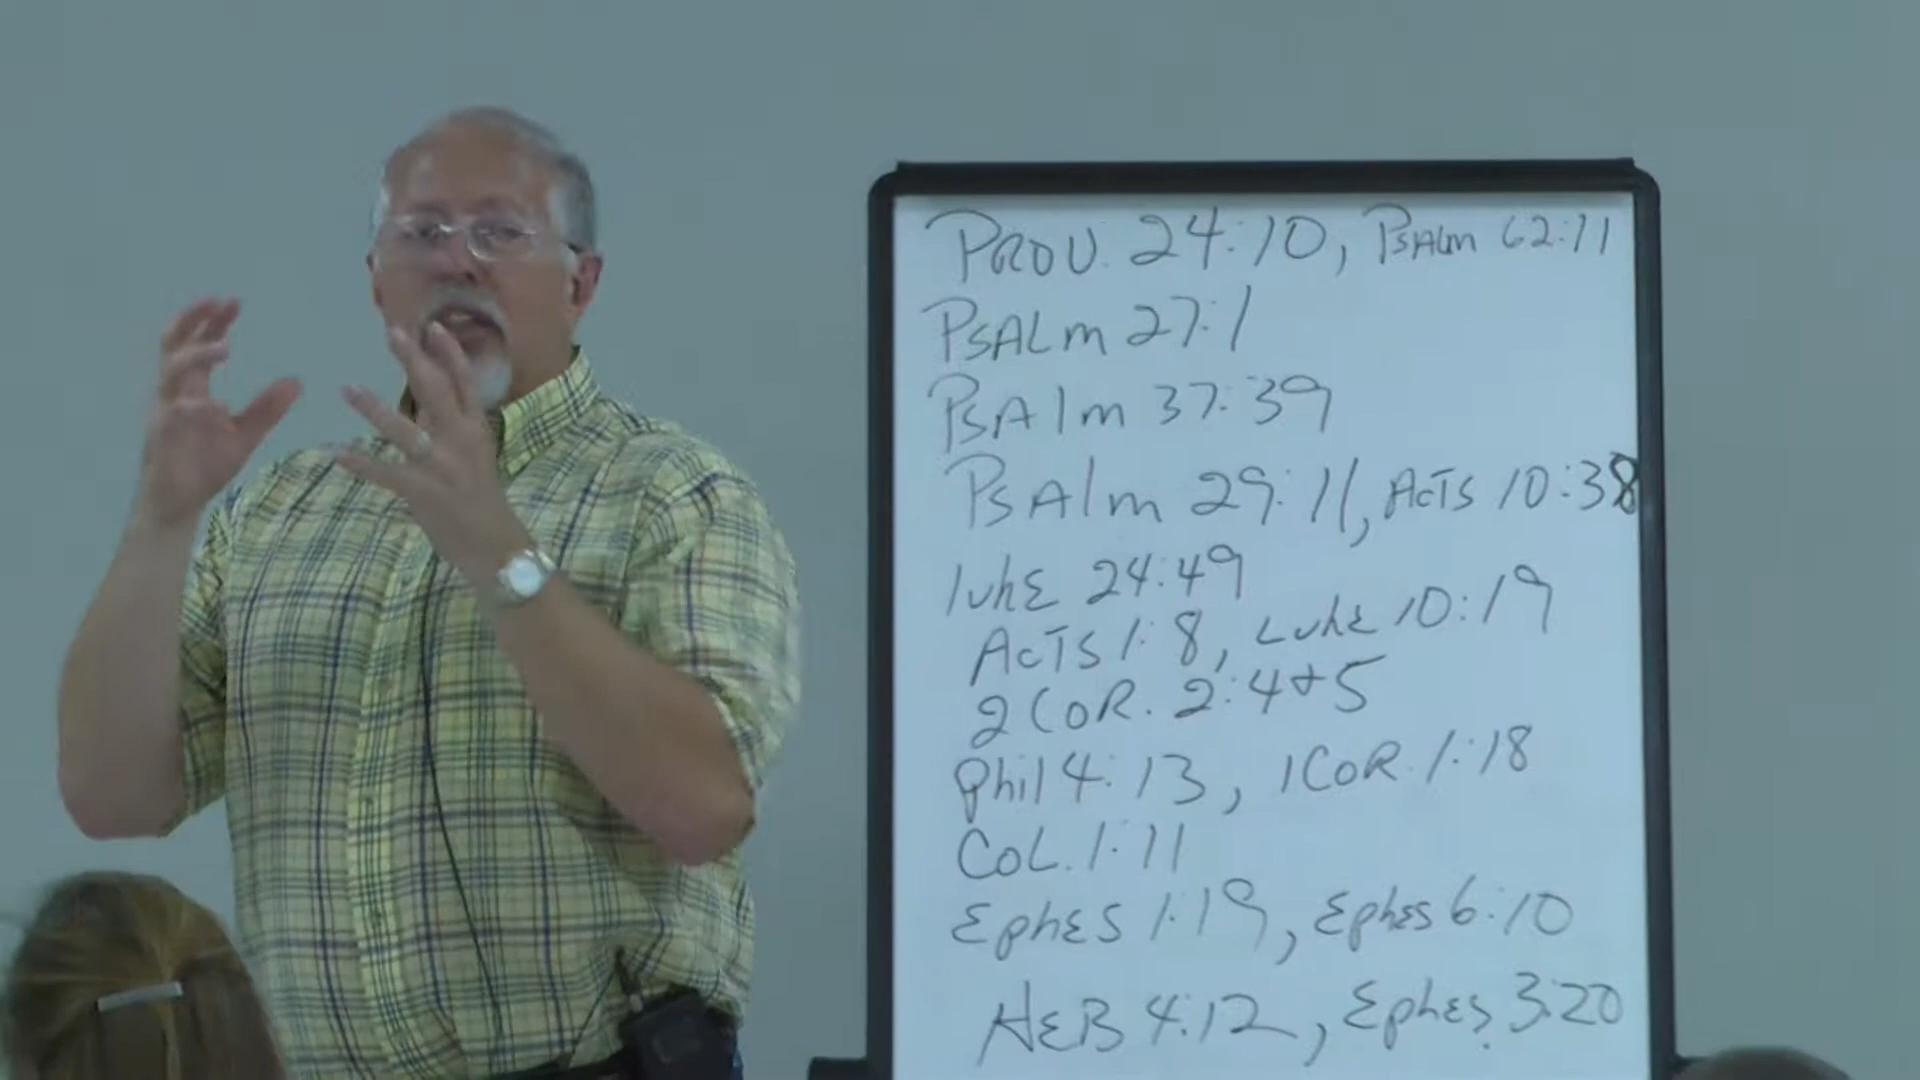 PROV. 24:10, PSALm 62:11
PSALm 27:1
PSAlm 37:39
PSAlm 29:11, ACTS 10:38
lukE 24:49
ACTS 1:8, LukE 10:19
2 COR. 2:4+5
Phil 4:13, 1 COR. 1:18
COL. 1:11
EphES 1:19, EphES 6:10
HEB 4:12, EphES. 3:20